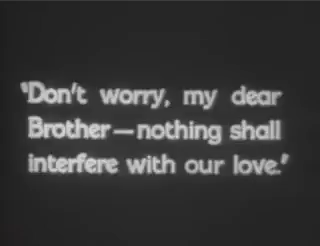 "Don't worry, my dear
Brother—nothing shall
interfere with our love."